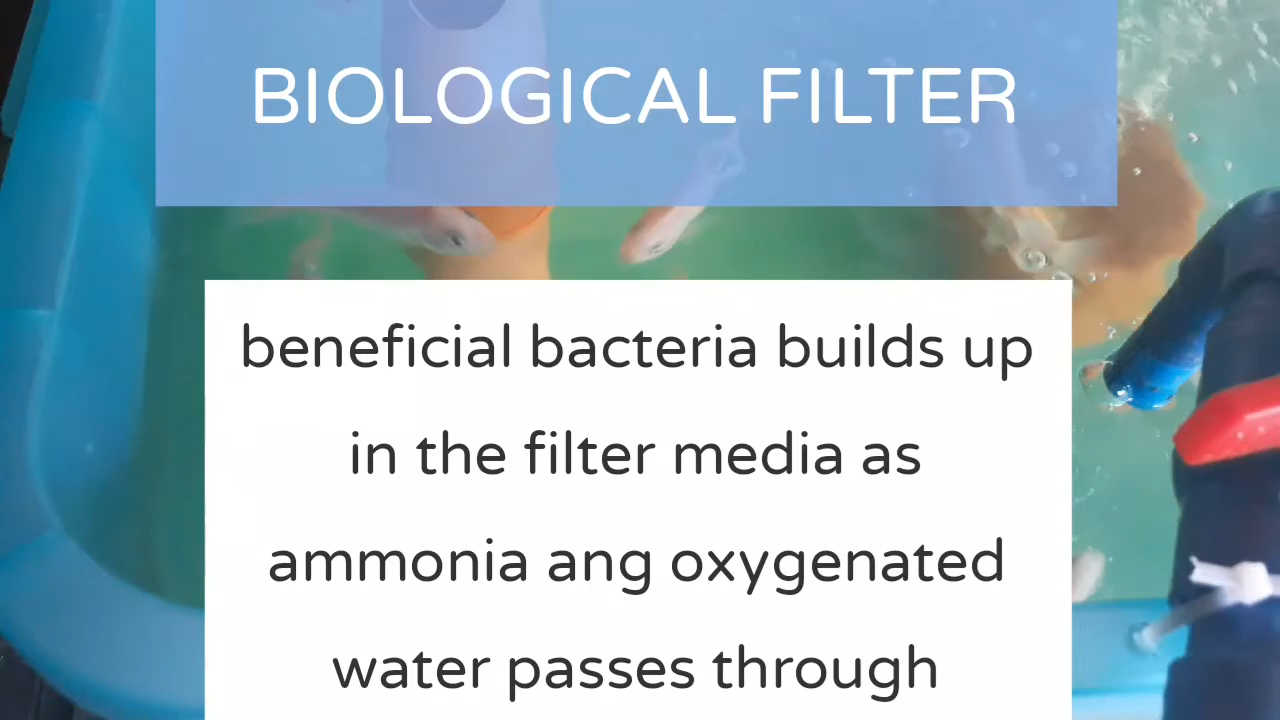 BIOLOGICAL FILTER
beneficial bacteria builds up
in the filter media as
ammonia ang oxygenated
water passes through